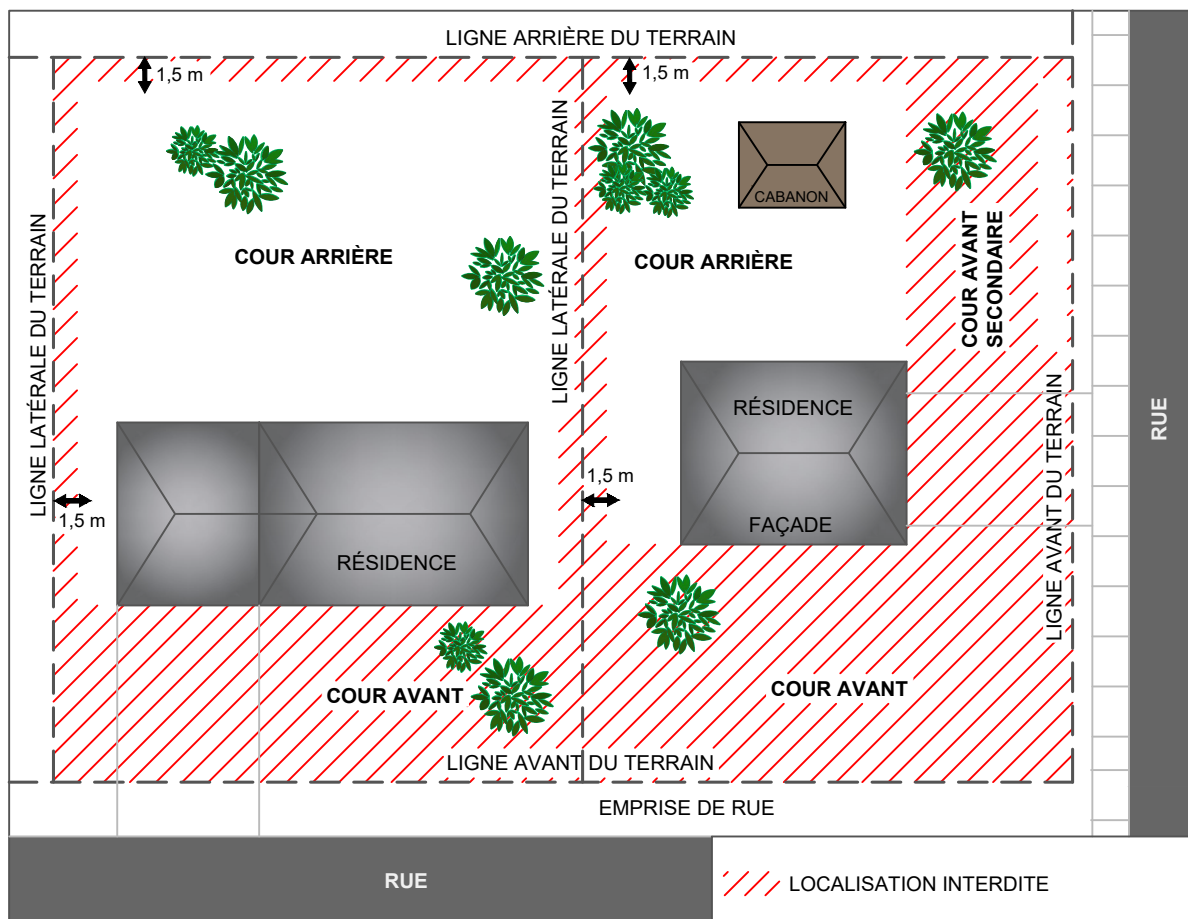 LIGNE ARRIÈRE DU TERRAIN
1,5 m
1,5 m
CABANON
COUR ARRIÈRE
COUR ARRIÈRE
COUR AVANT
SECONDAIRE
LIGNE LATÉRALE DU TERRAIN
LIGNE LATÉRALE DU TERRAIN
RÉSIDENCE
RUE
LIGNE AVANT DU TERRAIN
1,5 m
1,5 m
FAÇADE
RÉSIDENCE
COUR AVANT
COUR AVANT
LIGNE AVANT DU TERRAIN
EMPRISE DE RUE
RUE
LOCALISATION INTERDITE